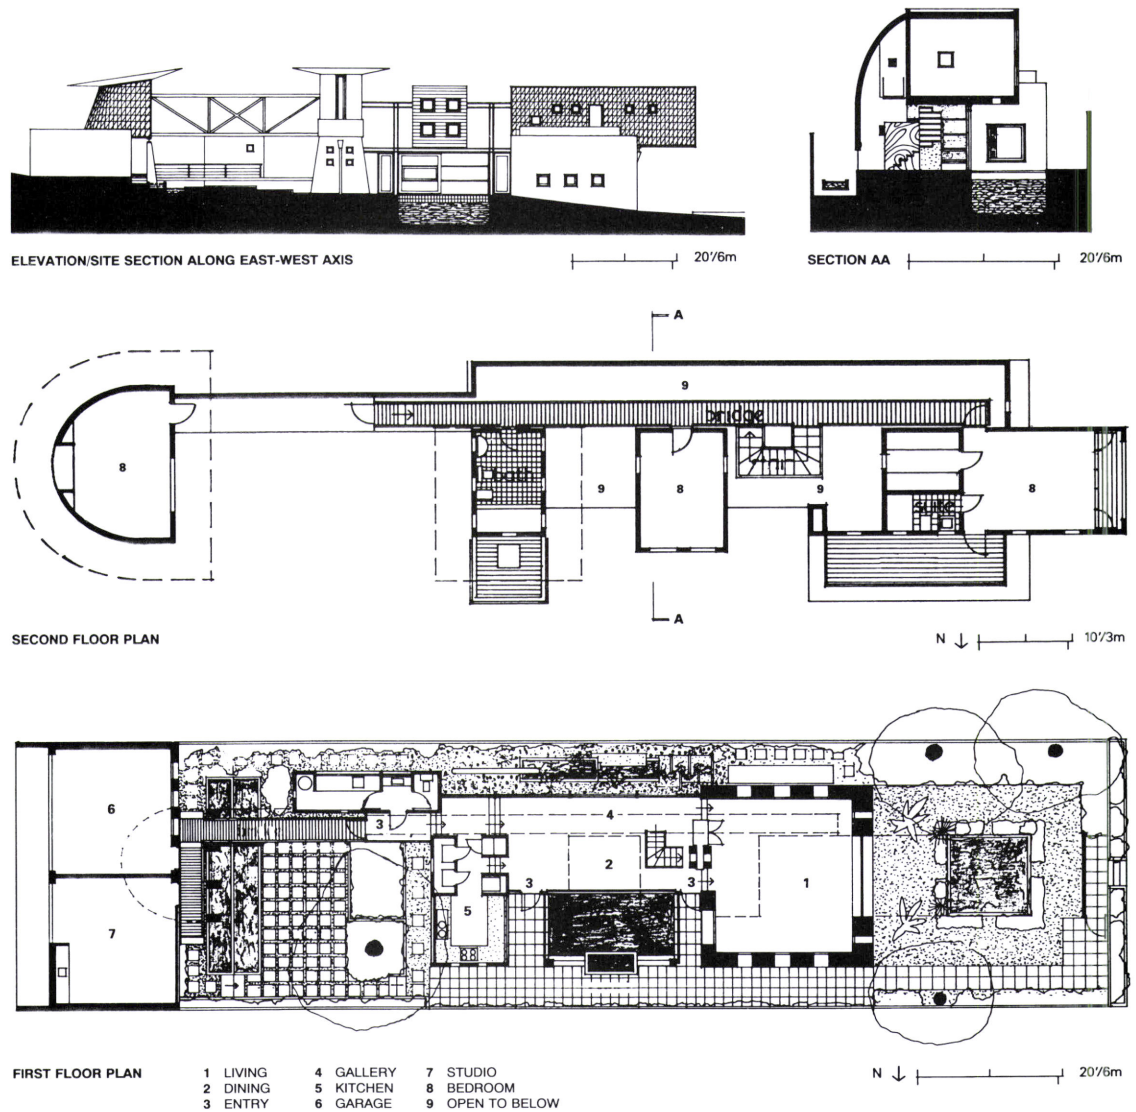 ELEVATION/SITE SECTION ALONG EAST-WEST AXIS
20'/6m
SECTION AA
20'/6m
A
9
bridge
8
bath
9
8
9
suite
8
A
SECOND FLOOR PLAN
N
10'/3m
6
3
4
2
3
3
1
5
7
FIRST FLOOR PLAN
1 LIVING
2 DINING
3 ENTRY
4 GALLERY
5 KITCHEN
6 GARAGE
7 STUDIO
8 BEDROOM
9 OPEN TO BELOW
N
20'/6m